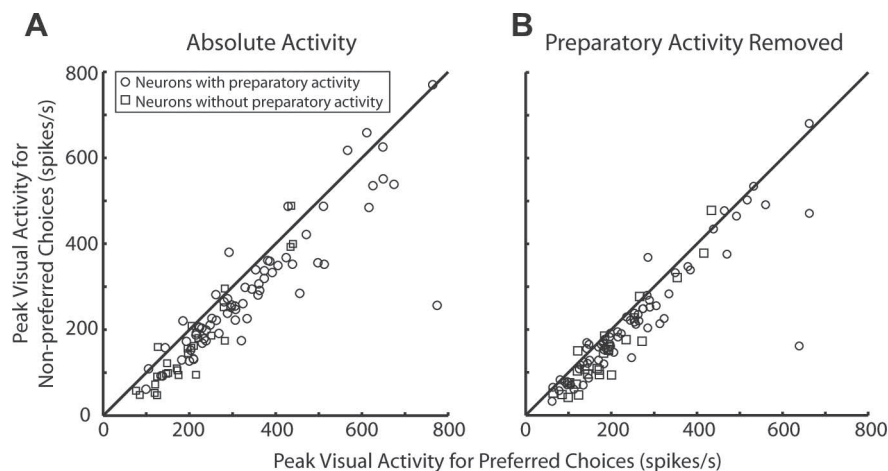 A
Absolute Activity
B
Preparatory Activity Removed
Peak Visual Activity for
Non-preferred Choices (spikes/s)
800
600
400
200
0
Neurons with preparatory activity
Neurons without preparatory activity
0
200
400
600
800
0
200
400
600
800
Peak Visual Activity for Preferred Choices (spikes/s)